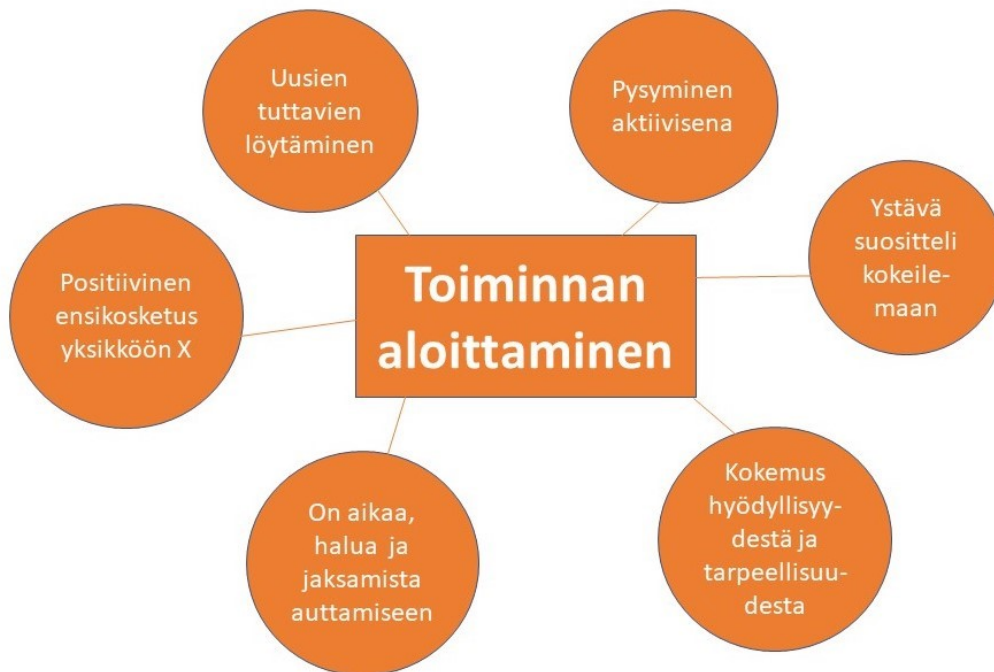 Uusien
tuttavien
löytäminen
Pysyminen
aktiivisena
Ystävä
suositteli
kokeile-
maan
Positiivinen
ensikosketus
yksikköön X
Toiminnan
aloittaminen
On aikaa,
halua ja
jaksamista
auttamiseen
Kokemus
hyödyllisyy-
destä ja
tarpeellisuu-
desta